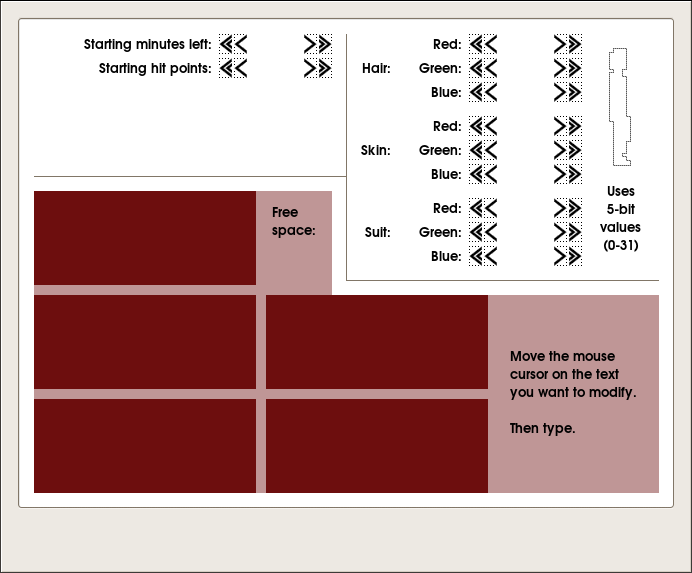 Starting minutes left:
Starting hit points:
Hair:
Red:
Green:
Blue:
Skin:
Red:
Green:
Blue:
Suit:
Red:
Green:
Blue:
Uses
5-bit
values
(0-31)
Free
space:
Move the mouse
cursor on the text
you want to modify.
Then type.